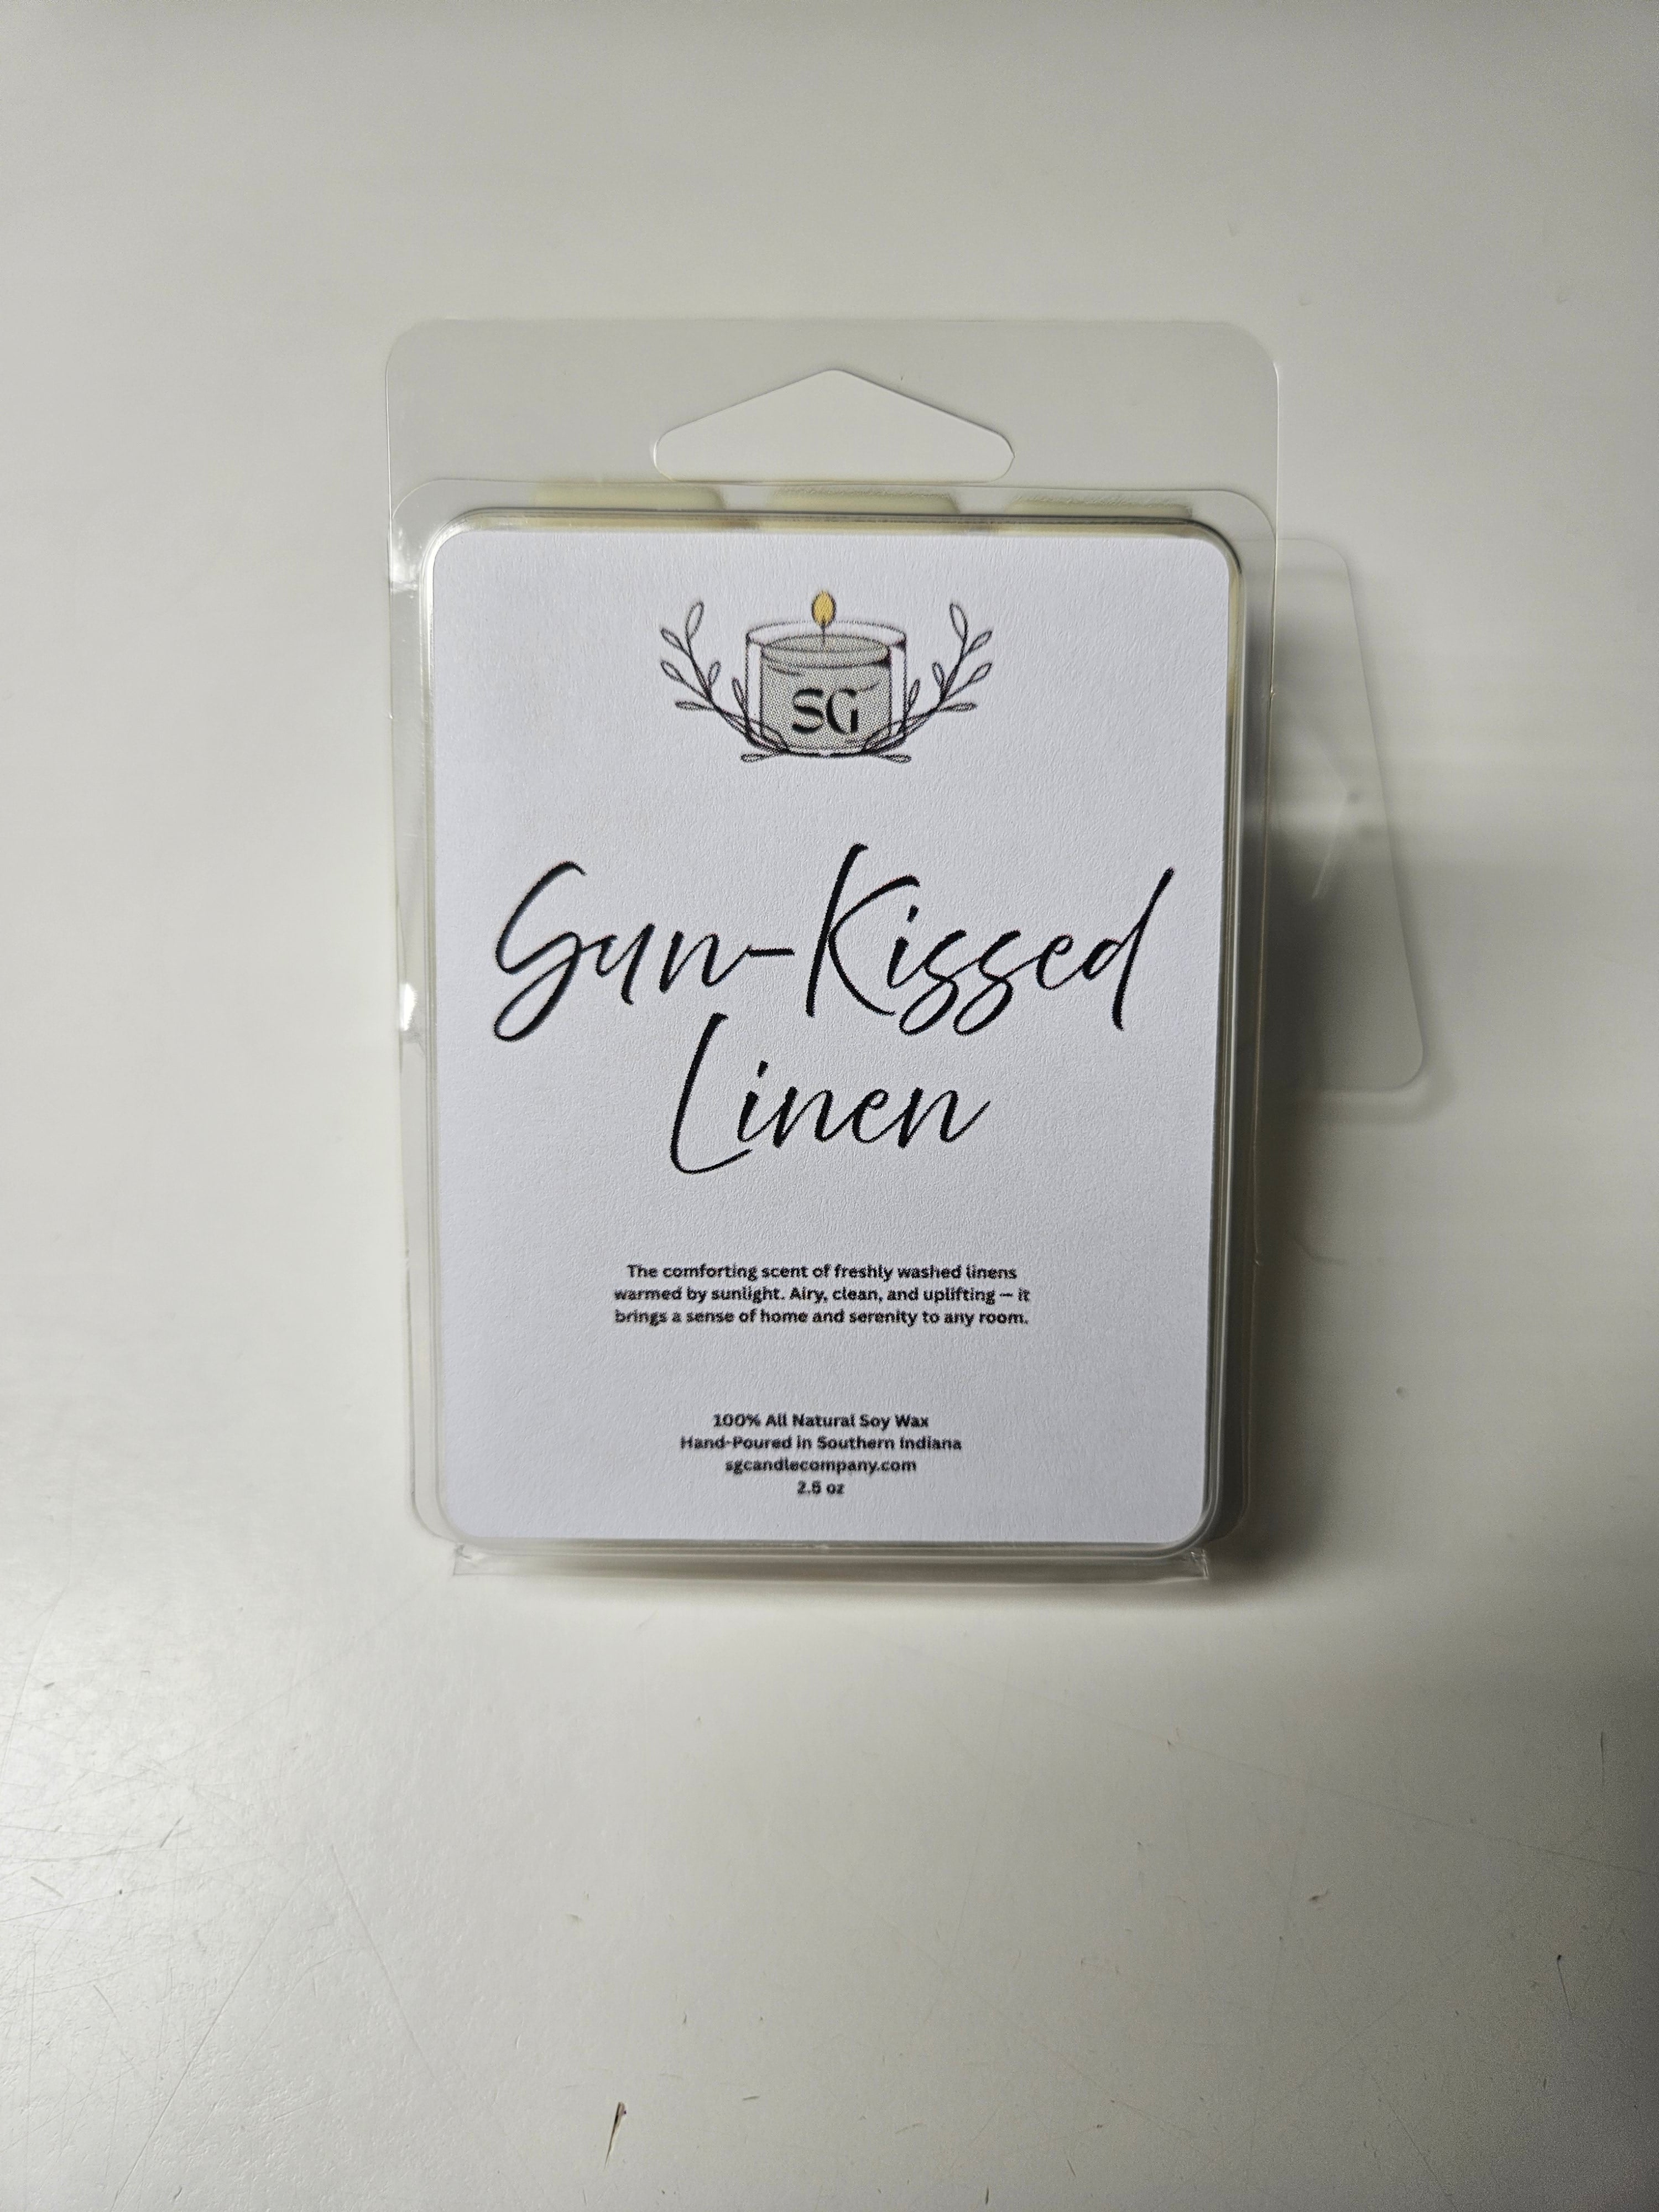 SG
Sun-Kissed
Linen
The comforting scent of freshly washed linens
warmed by sunlight. Airy, clean, and uplifting — it
brings a sense of home and serenity to any room.
100% All Natural Soy Wax
Hand-Poured in Southern Indiana
sgcandlecompany.com
2.5 oz